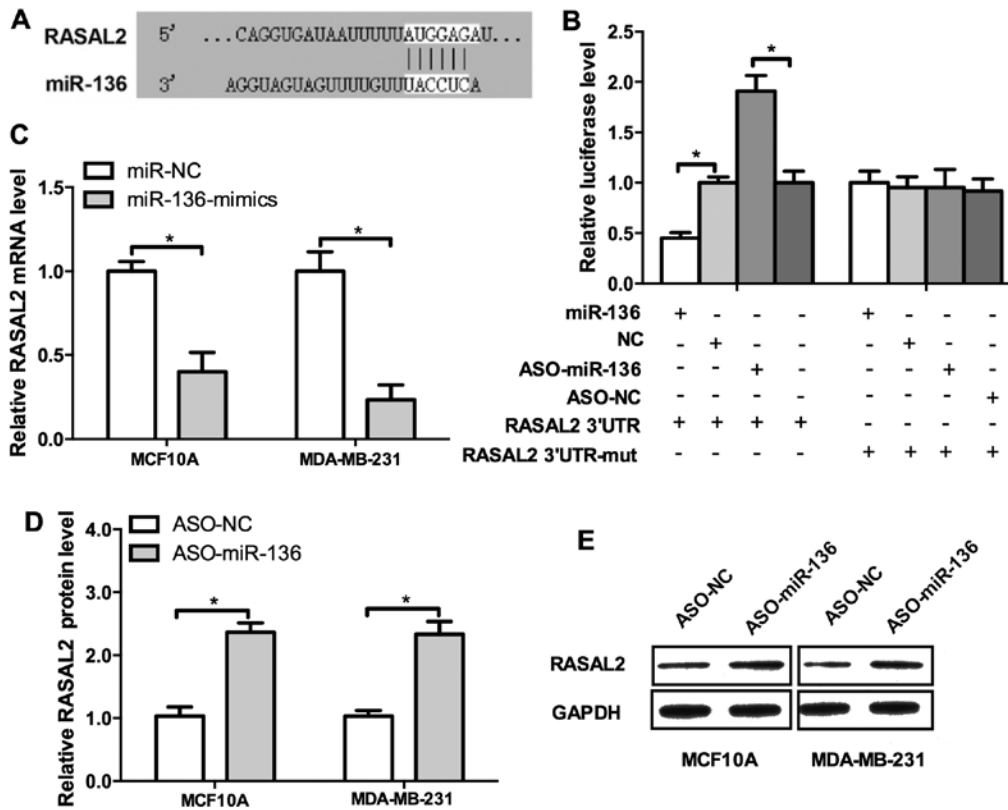 A
RASAL2 5' ...CAGGUGAUAAUUUUUAUGGAGAU...
miR-136 3' AGGUAGUAGUUUUGUUUACCUCA
B
Relative luciferase level
2.5
2.0
1.5
1.0
0.5
0.0
* *
miR-136 + - - - + - - -
NC - + - - - + - -
ASO-miR-136 - - + - - - + -
ASO-NC - - - - - - - +
RASAL2 3'UTR + + + + - - - -
RASAL2 3'UTR-mut - - - - + + + +
C
Relative RASAL2 mRNA level
miR-NC
miR-136-mimics
1.5
1.0
0.5
0.0
* *
MCF10A MDA-MB-231
D
Relative RASAL2 protein level
ASO-NC
ASO-miR-136
4.0
3.0
2.0
1.0
0.0
* *
MCF10A MDA-MB-231
E
ASO-NC ASO-miR-136 ASO-NC ASO-miR-136
RASAL2
GAPDH
MCF10A MDA-MB-231